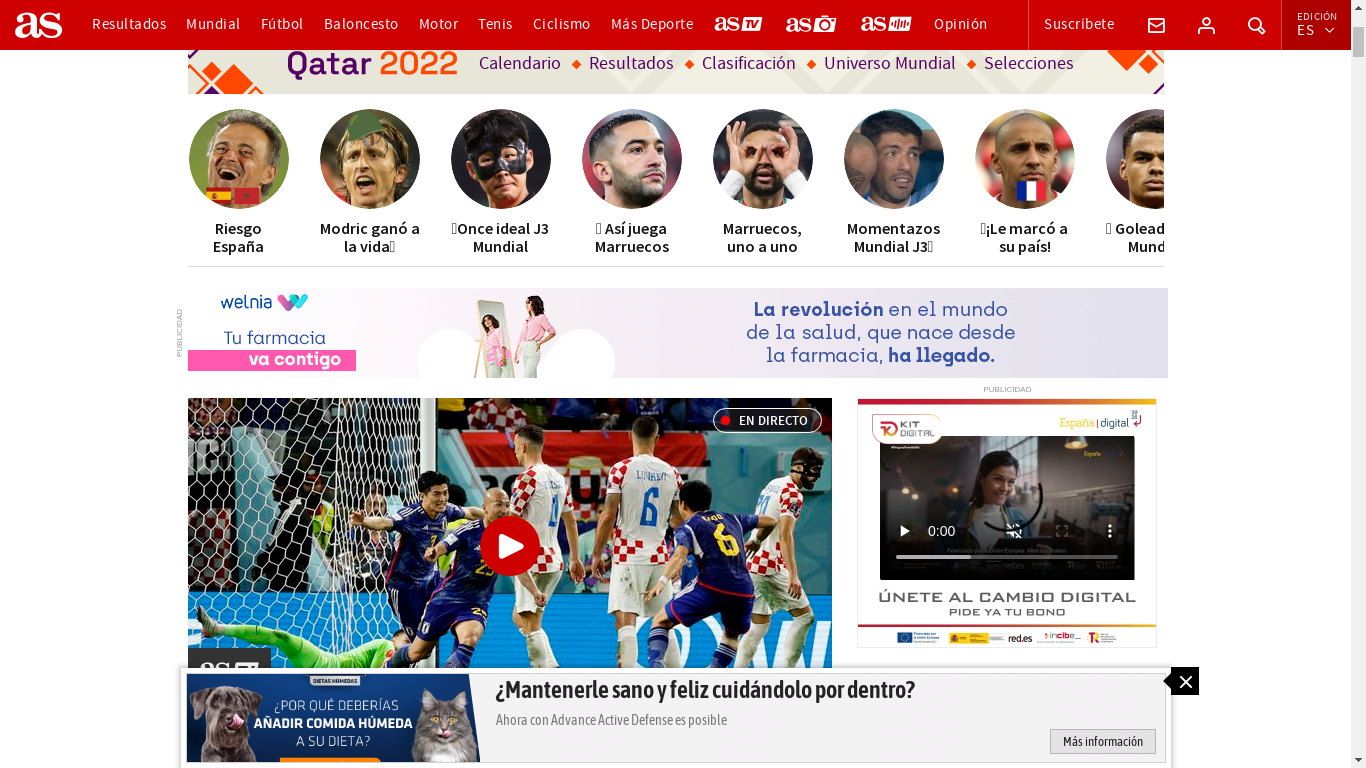 as
Resultados
Mundial
Fútbol
Baloncesto
Motor
Tenis
Ciclismo
Más Deporte
as TV
as
as
Opinión
Suscríbete
EDICIÓN
ES
Qatar 2022
Calendario
Resultados
Clasificación
Universo Mundial
Selecciones
Riesgo
España
Modric ganó a
la vida
¡Once ideal J3
Mundial
Así juega
Marruecos
Marruecos,
uno a uno
Momentazos
Mundial J3
¡Le marcó a
su país!
Golead
Mund
PUBLICIDAD
welnia
Tu farmacia
va contigo
La revolución en el mundo
de la salud, que nace desde
la farmacia, ha llegado.
PUBLICIDAD
EN DIRECTO
KIT
DIGITAL
España | digital
0:00
ÚNETE AL CAMBIO DIGITAL
PIDE YA TU BONO
red.es
incibe
DIETAS HÚMEDAS
¿POR QUÉ DEBERÍAS
AÑADIR COMIDA HÚMEDA
A SU DIETA?
¿Mantenerle sano y feliz cuidándolo por dentro?
Ahora con Advance Active Defense es posible
Más información